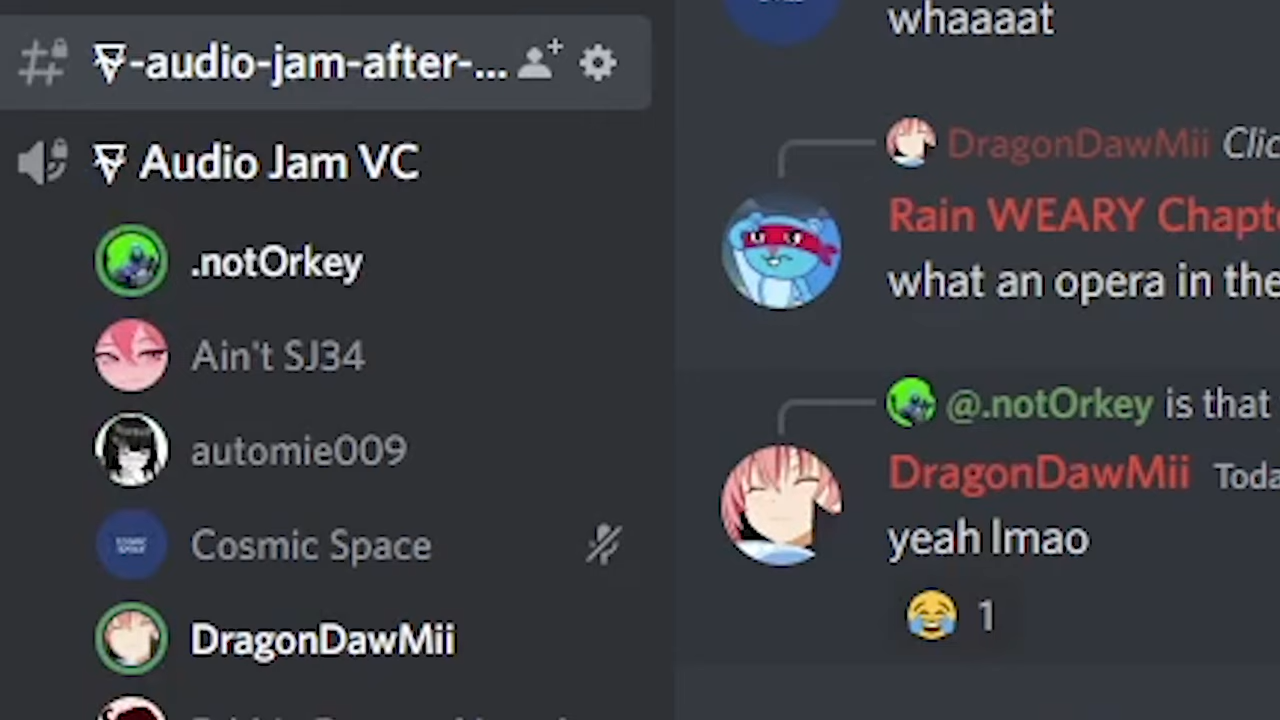 -audio-jam-after-...
Audio Jam VC
.notOrkey
Ain't SJ34
automie009
Cosmic Space
DragonDawMii
whaaaat
DragonDawMii Clic
Rain WEARY Chapt
what an opera in the
@.notOrkey is that
DragonDawMii Toda
yeah lmao
😂 1